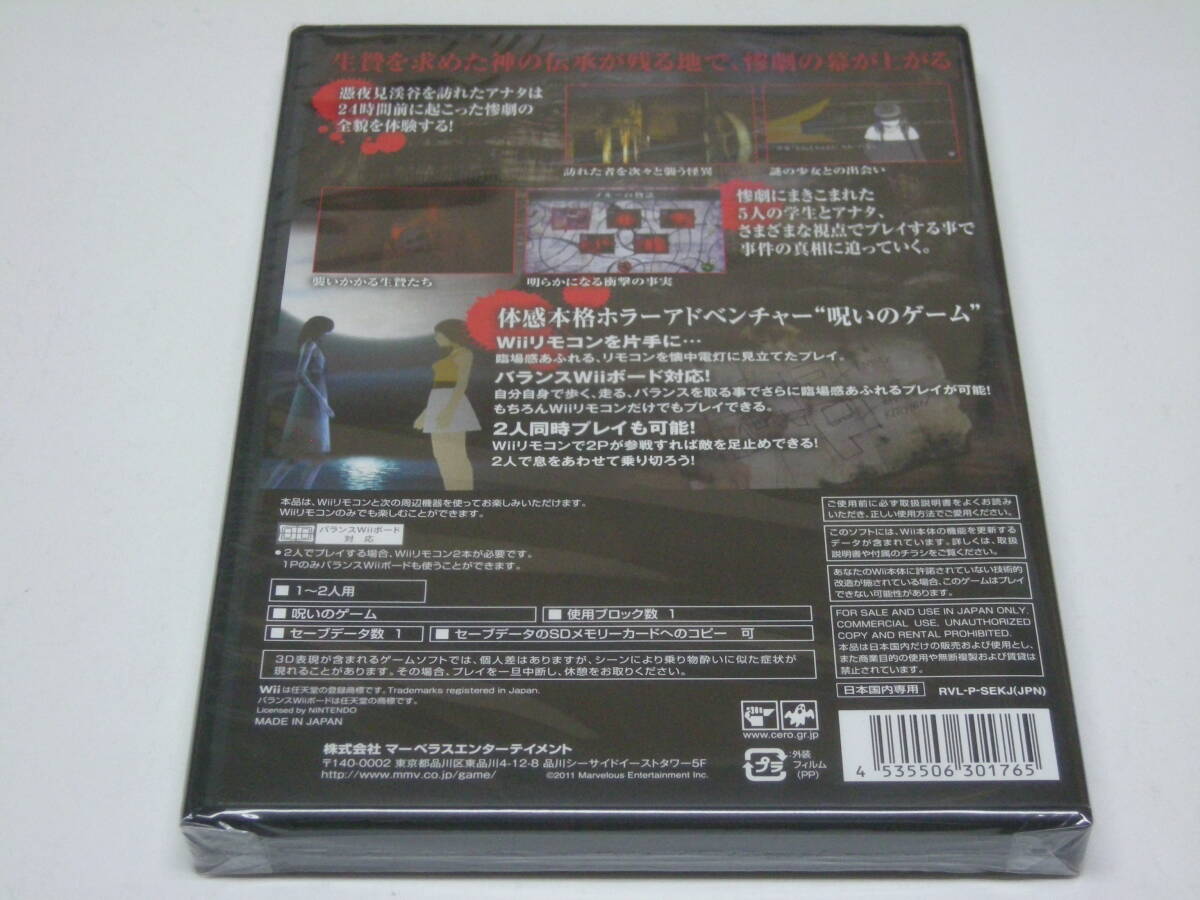 生贄を求めた神の伝承が残る地で、惨劇の幕が上がる
憑夜見渓谷を訪れたアナタは
24時間前に起こった惨劇の
全貌を体験する!
訪れた者を次々と襲う怪異
謎の少女との出会い
襲いかかる生贄たち
明らかになる衝撃の事実
惨劇にまきこまれた
5人の学生とアナタ、
さまざまな視点でプレイする事で
事件の真相に迫っていく。
体感本格ホラーアドベンチャー“呪いのゲーム”
Wiiリモコンを片手に…
臨場感あふれる、リモコンを懐中電灯に見立てたプレイ。
バランスWiiボード対応!
自分自身で歩く、走る、バランスを取る事でさらに臨場感あふれるプレイが可能!
もちろんWiiリモコンだけでもプレイできる。
2人同時プレイも可能!
Wiiリモコンで2Pが参戦すれば敵を足止めできる!
2人で息をあわせて乗り切ろう!
本品は、Wiiリモコンと次の周辺機器を使ってお楽しみいただけます。
Wiiリモコンのみでも楽しむことができます。
バランスWiiボード
対応
●2人でプレイする場合、Wiiリモコン2本が必要です。
1PのみバランスWiiボードも使うことができます。
■1～2人用
■呪いのゲーム
■使用ブロック数 1
■セーブデータ数 1
■セーブデータのSDメモリーカードへのコピー 可
3D表現が含まれるゲームソフトでは、個人差はありますが、シーンにより乗り物酔いに似た症状が
現れることがあります。その場合、プレイを一旦中断し、休憩をお取りください。
Wiiは任天堂の登録商標です。Trademarks registered in Japan.
バランスWiiボードは任天堂の商標です。
Licensed by NINTENDO
MADE IN JAPAN
株式会社 マーベラスエンターテイメント
〒140-0002 東京都品川区東品川4-12-8 品川シーサイドイーストタワー5F
http://www.mmv.co.jp/game/
©2011 Marvelous Entertainment Inc.
ご使用前に必ず取扱説明書をよくお読み
いただき、正しい使用方法でご愛用ください。
このソフトには、Wii本体の機能を更新する
データが含まれています。詳しくは、取扱
説明書や付属のチラシをご覧ください。
あなたのWii本体に許諾されていない技術的
改造が施されている場合、このゲームはプレイ
できない可能性があります。
FOR SALE AND USE IN JAPAN ONLY.
COMMERCIAL USE, UNAUTHORIZED
COPY AND RENTAL PROHIBITED.
本品は日本国内だけの販売および使用とし、
また商業目的の使用や無断複製および賃貸は
禁止されています。
日本国内専用
RVL-P-SEKJ(JPN)
www.cero.gr.jp
プラ
:外装
フィルム
(PP)
4 535506 301765